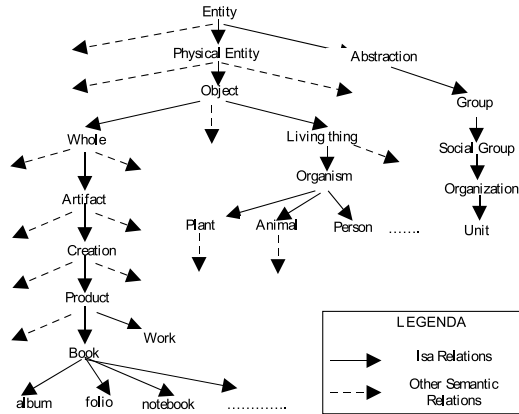 Entity
Physical Entity
Abstraction
Object
Group
Whole
Living thing
Social Group
Organism
Organization
Artifact
Plant
Animal
Person
.......
Unit
Creation
Product
Work
Book
album
folio
notebook
..............
LEGENDA
Isa Relations
Other Semantic
Relations